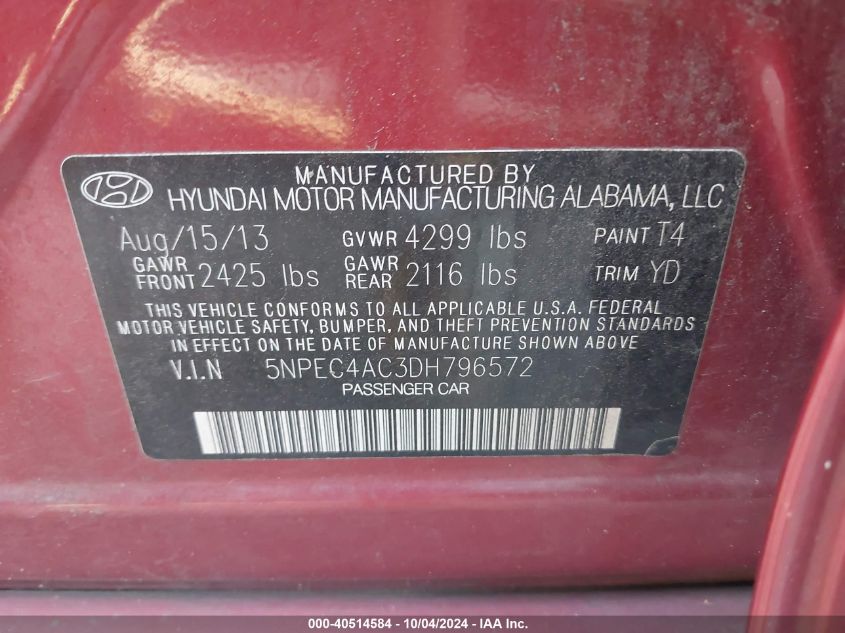 MANUFACTURED BY
HYUNDAI MOTOR MANUFACTURING ALABAMA, LLC
Aug/15/13 GVWR 4299 lbs PAINT T4
GAWR FRONT 2425 lbs GAWR REAR 2116 lbs TRIM YD
THIS VEHICLE CONFORMS TO ALL APPLICABLE U.S.A. FEDERAL
MOTOR VEHICLE SAFETY, BUMPER, AND THEFT PREVENTION STANDARDS
IN EFFECT ON THE DATE OF MANUFACTURE SHOWN ABOVE
V.I.N 5NPEC4AC3DH796572
PASSENGER CAR
000-40514584 - 10/04/2024 - IAA Inc.